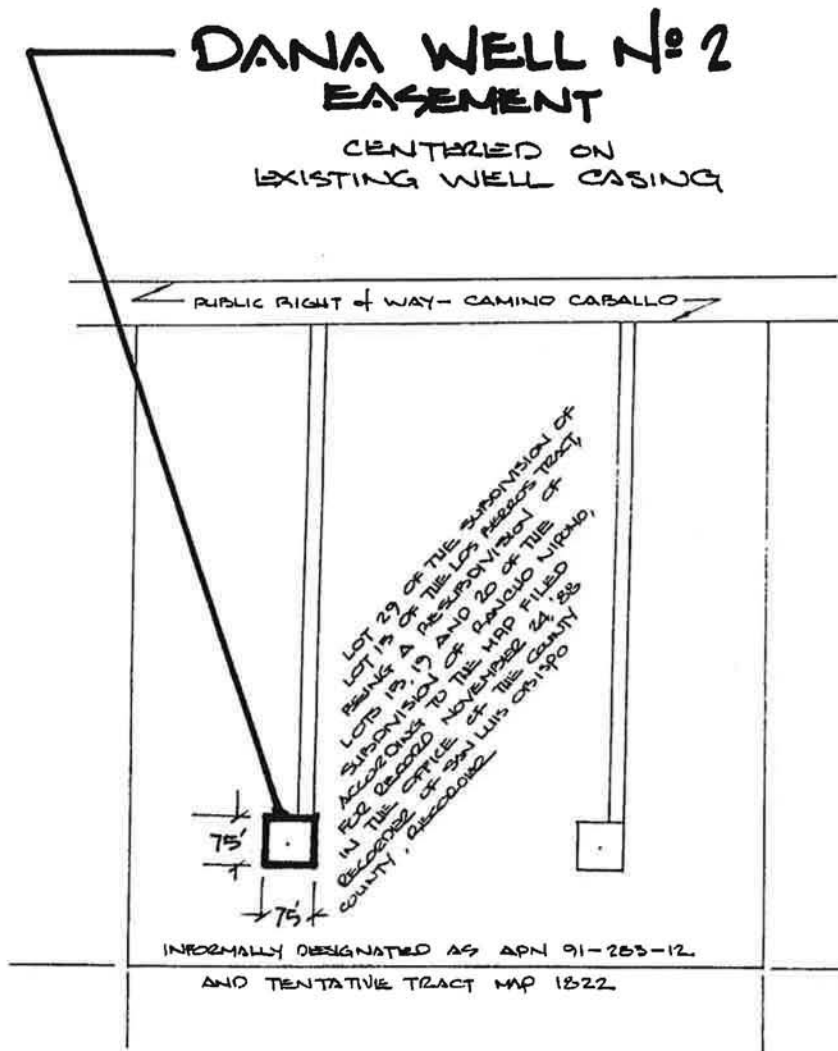 DANA WELL Nº 2
EASEMENT
CENTERED ON
EXISTING WELL CASING
PUBLIC RIGHT of WAY - CAMINO CABALLO
LOT 29 OF THE SUBDIVISION OF
LOT 13 OF THE LOS BERROS TRACT,
BEING A RESUBDIVISION OF
LOTS 13, 19 AND 20 OF THE
SUBDIVISION OF RANCHO NIPOMO,
ACCORDING TO THE MAP FILED
FOR RECORD NOVEMBER 24, '88
IN THE OFFICE OF THE COUNTY
RECORDER OF SAN LUIS OBISPO
COUNTY, RECORDER
75'
75'
INFORMALLY DESIGNATED AS APN 91-283-12
AND TENTATIVE TRACT MAP 1822